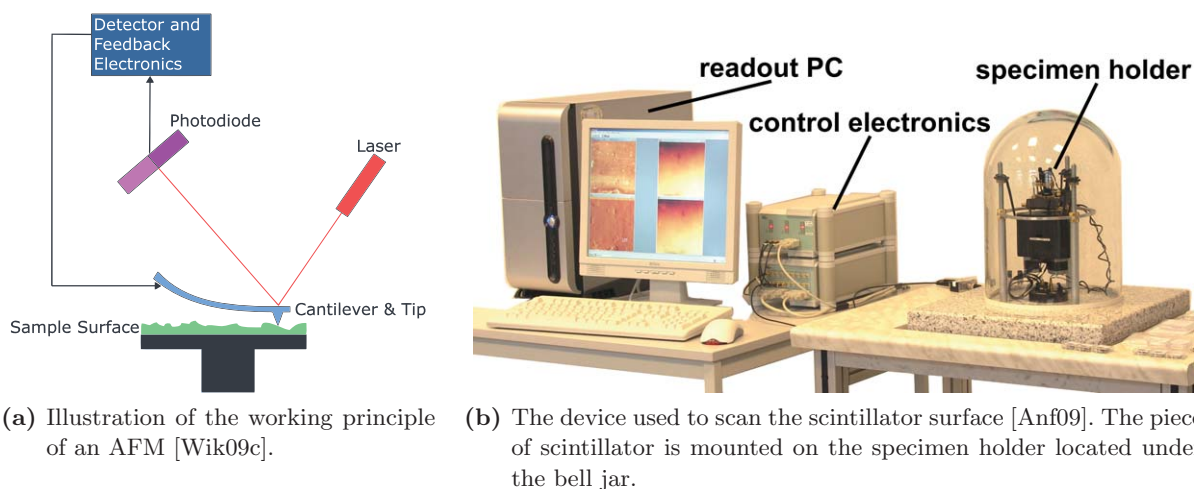 Detector and
Feedback
Electronics
Photodiode
Laser
Cantilever & Tip
Sample Surface
readout PC
specimen holder
control electronics
(a) Illustration of the working principle
of an AFM [Wik09c].
(b) The device used to scan the scintillator surface [Anf09]. The piece
of scintillator is mounted on the specimen holder located under
the bell jar.